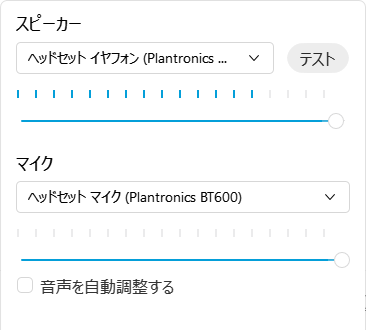 スピーカー
ヘッドセット イヤフォン (Plantronics ...
テスト
マイク
ヘッドセット マイク (Plantronics BT600)
音声を自動調整する